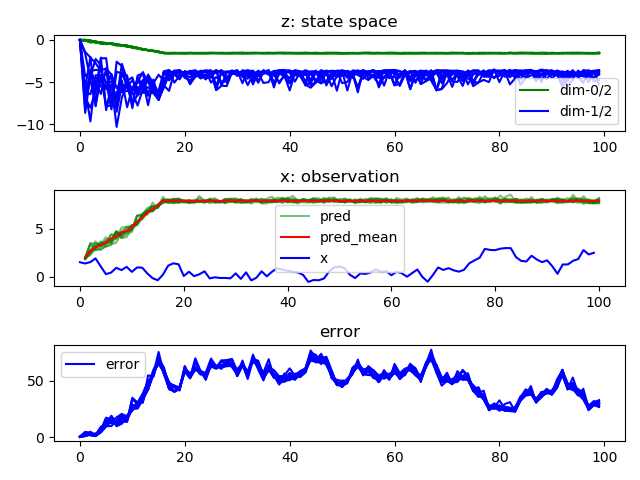 z: state space
0
−5
−10
dim-0/2
dim-1/2
0 20 40 60 80 100
x: observation
5
0
pred
pred_mean
x
0 20 40 60 80 100
error
50
0
error
0 20 40 60 80 100